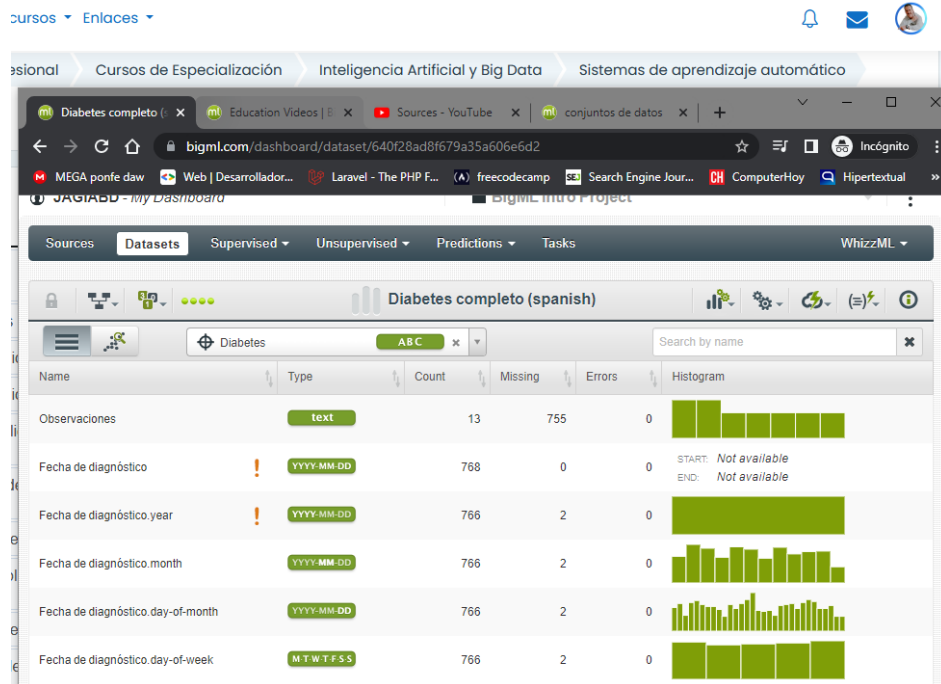 cursos Enlaces
esional Cursos de Especialización Inteligencia Artificial y Big Data Sistemas de aprendizaje automático
Diabetes completo (s Education Videos | B Sources - YouTube conjuntos de datos
bigml.com/dashboard/dataset/640f28ad8f679a35a606e6d2 Incógnito
MEGA ponfe daw Web | Desarrollador... Laravel - The PHP F... freecodecamp Search Engine Jour... ComputerHoy Hipertextual »
JAGIABD - My Dashboard BigML Intro Project
Sources Datasets Supervised Unsupervised Predictions Tasks WhizzML
Diabetes completo (spanish)
Diabetes ABC Search by name
Name Type Count Missing Errors Histogram
Observaciones text 13 755 0
Fecha de diagnóstico ! YYYY-MM-DD 768 0 0 START: Not available
END: Not available
Fecha de diagnóstico.year ! YYYY-MM-DD 766 2 0
Fecha de diagnóstico.month YYYY-MM-DD 766 2 0
Fecha de diagnóstico.day-of-month YYYY-MM-DD 766 2 0
Fecha de diagnóstico.day-of-week M-T-W-T-F-S-S 766 2 0